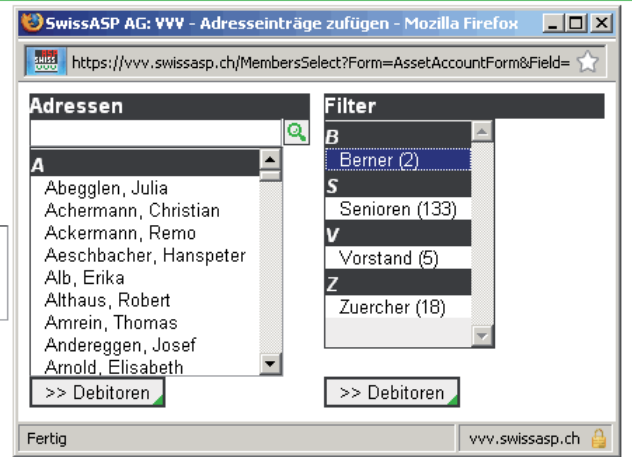 SwissASP AG: VVV - Adresseinträge zufügen - Mozilla Firefox
https://vvv.swissasp.ch/MembersSelect?Form=AssetAccountForm&Field=
Adressen
A
Abegglen, Julia
Achermann, Christian
Ackermann, Remo
Aeschbacher, Hanspeter
Alb, Erika
Althaus, Robert
Amrein, Thomas
Andereggen, Josef
Arnold, Elisabeth
>> Debitoren
Filter
B
Berner (2)
S
Senioren (133)
V
Vorstand (5)
Z
Zuercher (18)
>> Debitoren
Fertig
vvv.swissasp.ch